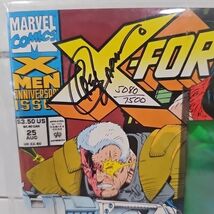 MARVEL
COMICS
X-FOR
X
MEN
ANNIVERSARY
ISSUE
5080
7500
$3.50 US
25
AUG